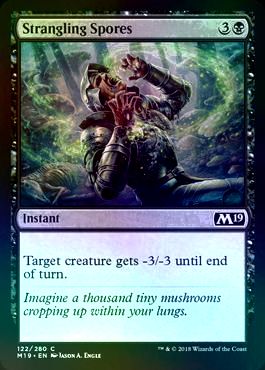 Strangling Spores 3
Instant
M19
Target creature gets -3/-3 until end
of turn.
Imagine a thousand tiny mushrooms
cropping up within your lungs.
122/280 C
M19 • EN Jason A. Engle
™ & © 2018 Wizards of the Coast